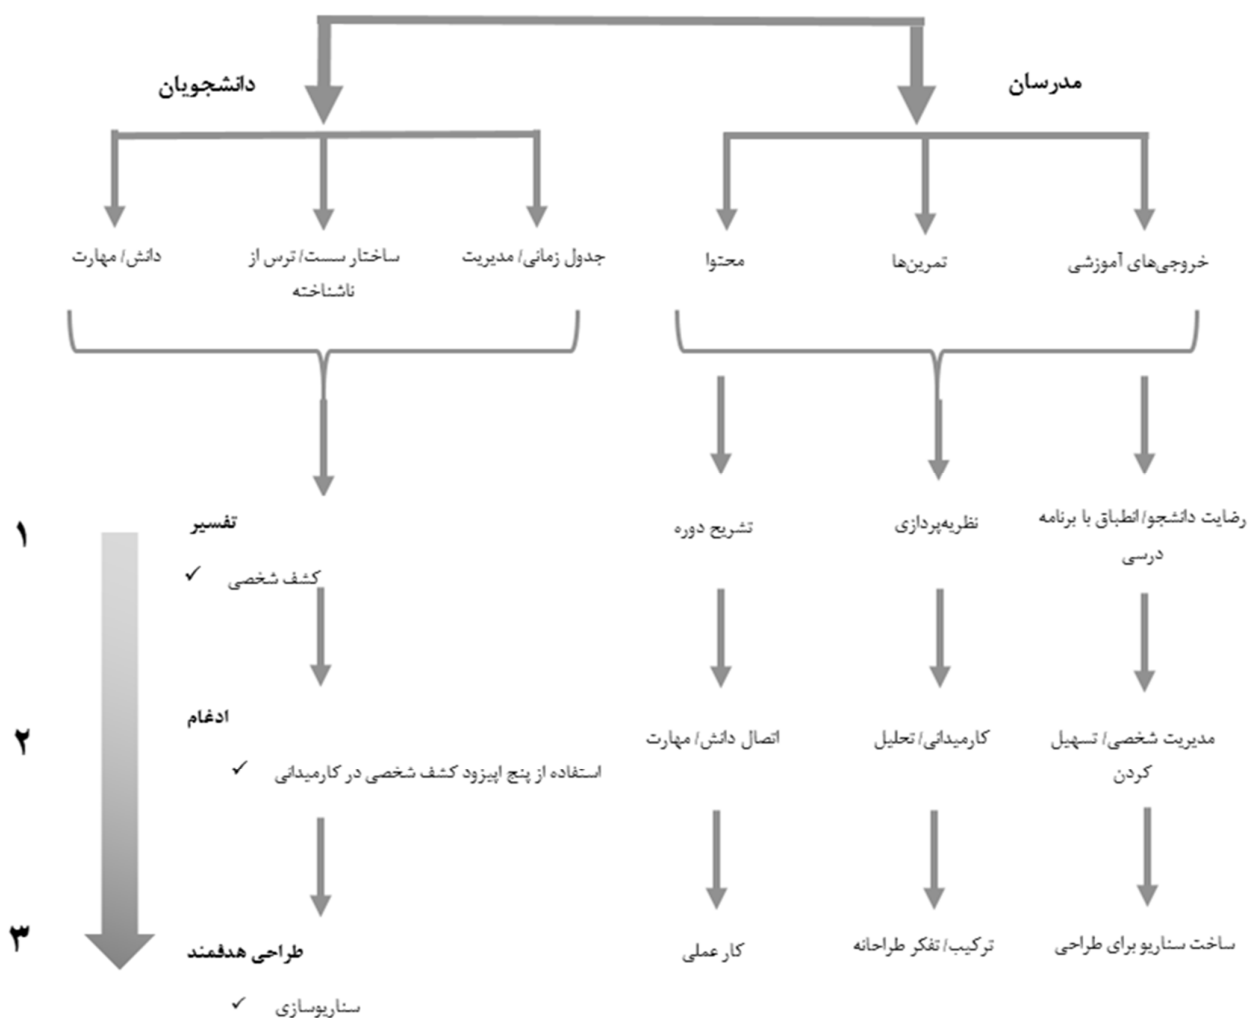 مدرسان
دانشجویان
خروجی‌های آموزشی
تمرین‌ها
محتوا
جدول زمانی/ مدیریت
ساختار سست/ ترس از
ناشناخته
دانش/ مهارت
۱
رضایت دانشجو/ انطباق با برنامه
درسی
نظریه‌پردازی
تشریح دوره
تفسیر
✓ کشف شخصی
۲
مدیریت شخصی/ تسهیل
کردن
کارمیدانی/ تحلیل
اتصال دانش/ مهارت
ادغام
✓ استفاده از پنج اپیزود کشف شخصی در کارمیدانی
۳
ساخت سناریو برای طراحی
ترکیب/ تفکر طراحانه
کار عملی
طراحی هدفمند
✓ سناریوسازی